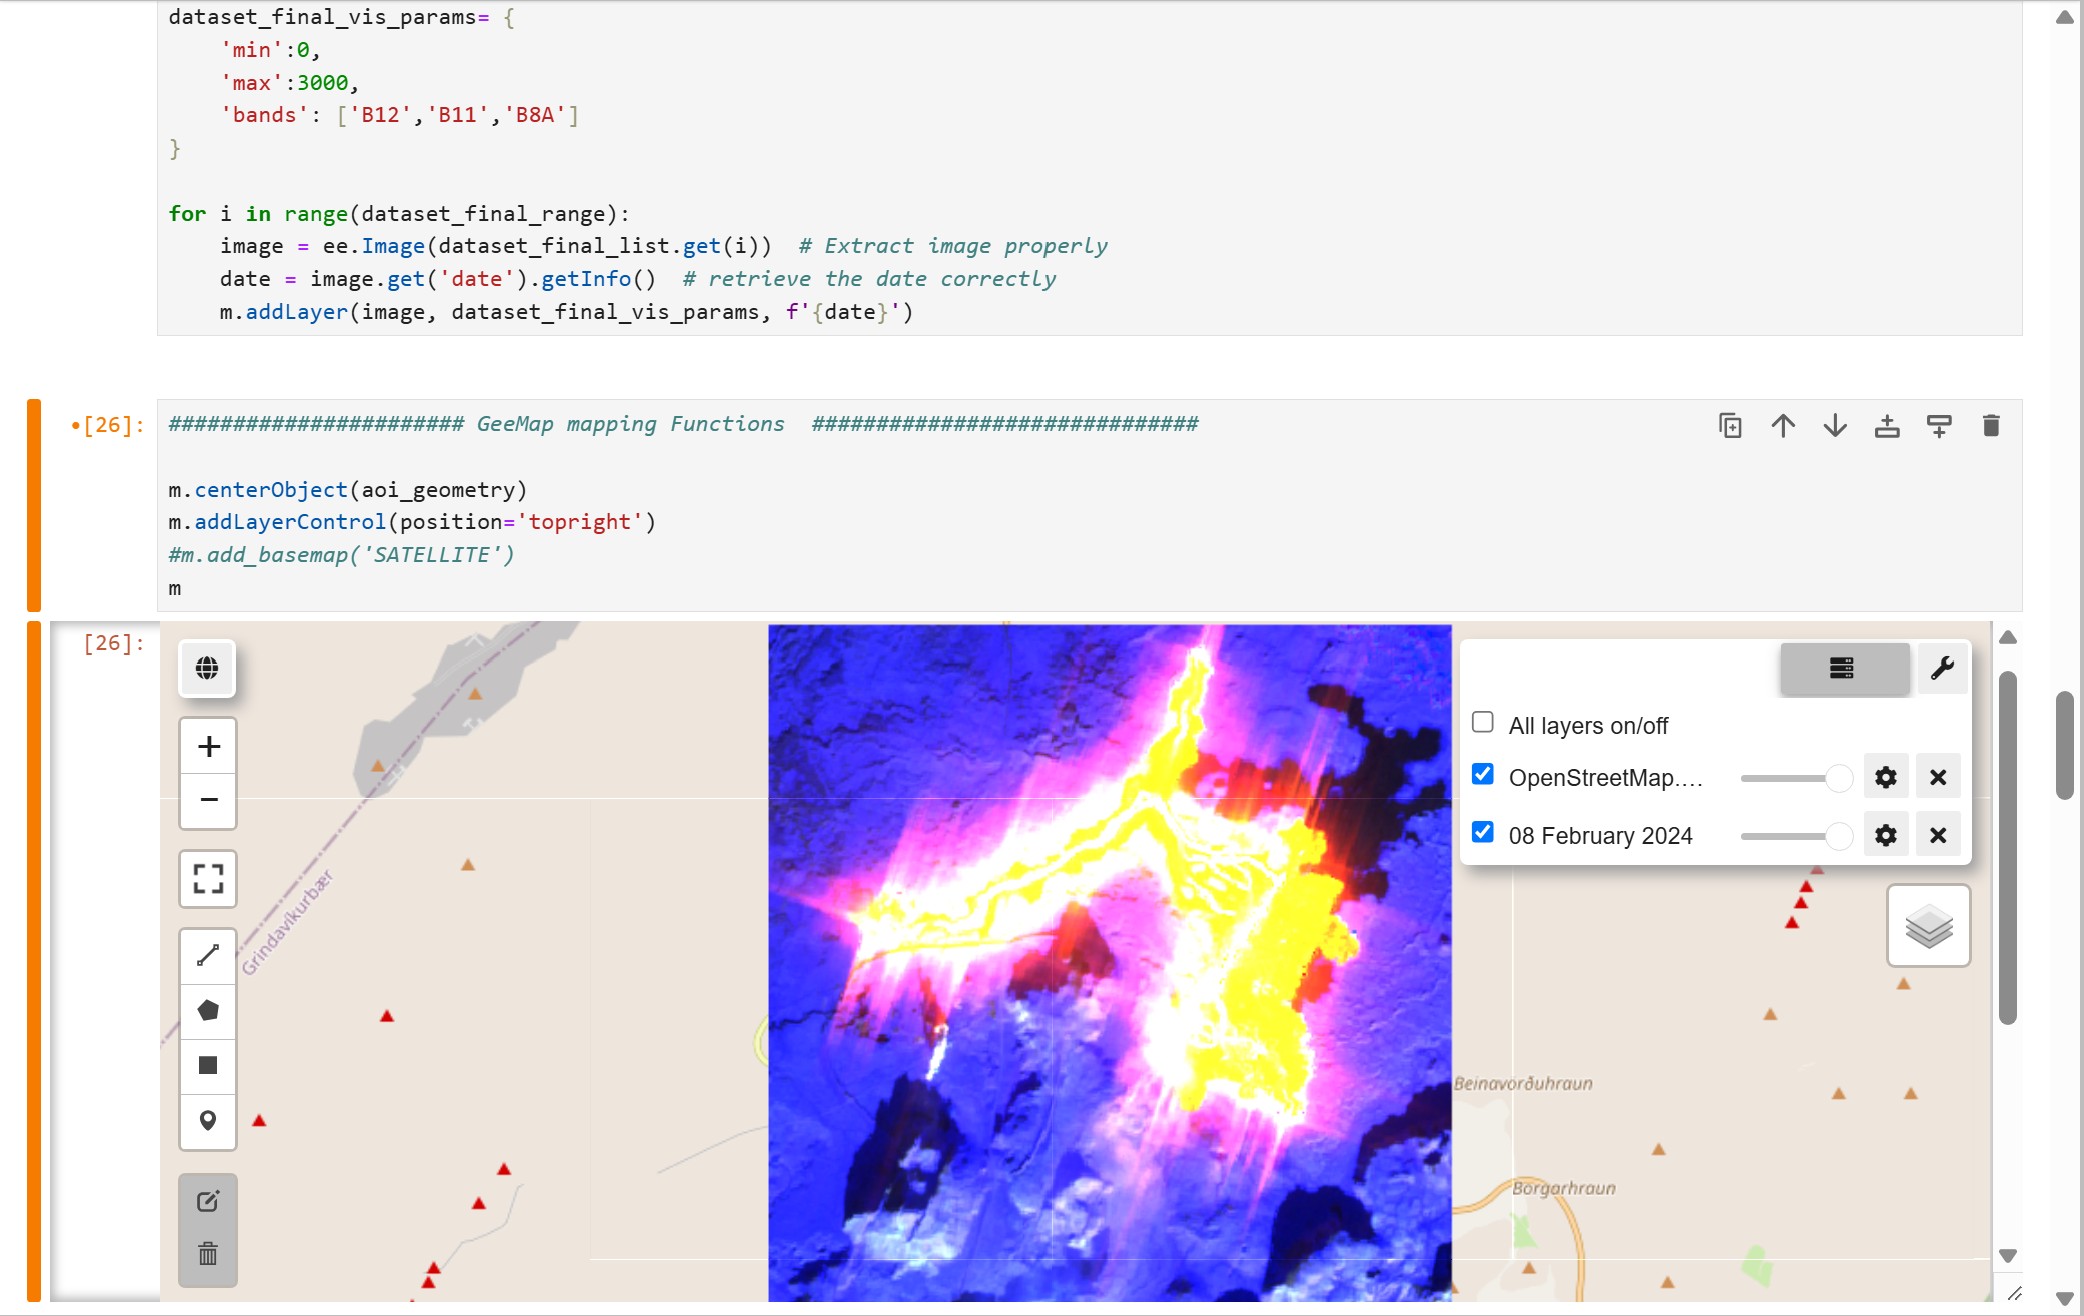 dataset_final_vis_params= {
    'min':0,
    'max':3000,
    'bands': ['B12','B11','B8A']
}
for i in range(dataset_final_range):
    image = ee.Image(dataset_final_list.get(i))  # Extract image properly
    date = image.get('date').getInfo()  # retrieve the date correctly
    m.addLayer(image, dataset_final_vis_params, f'{date}')
•[26]:
####################### GeeMap mapping Functions  ##############################
m.centerObject(aoi_geometry)
m.addLayerControl(position='topright')
#m.add_basemap('SATELLITE')
m
[26]:
All layers on/off
OpenStreetMap....
08 February 2024
Grindavíkurbær
Beinavörðuhraun
Borgarhraun